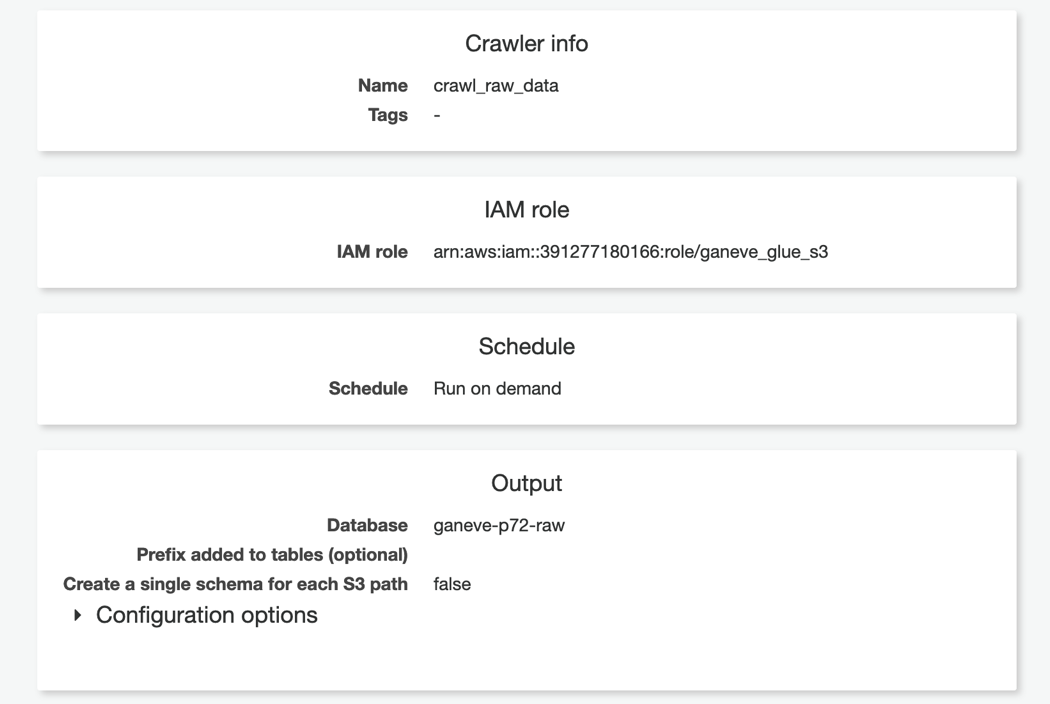 Crawler info
Name crawl_raw_data
Tags -
IAM role
IAM role arn:aws:iam::391277180166:role/ganeve_glue_s3
Schedule
Schedule Run on demand
Output
Database ganeve-p72-raw
Prefix added to tables (optional)
Create a single schema for each S3 path false
Configuration options